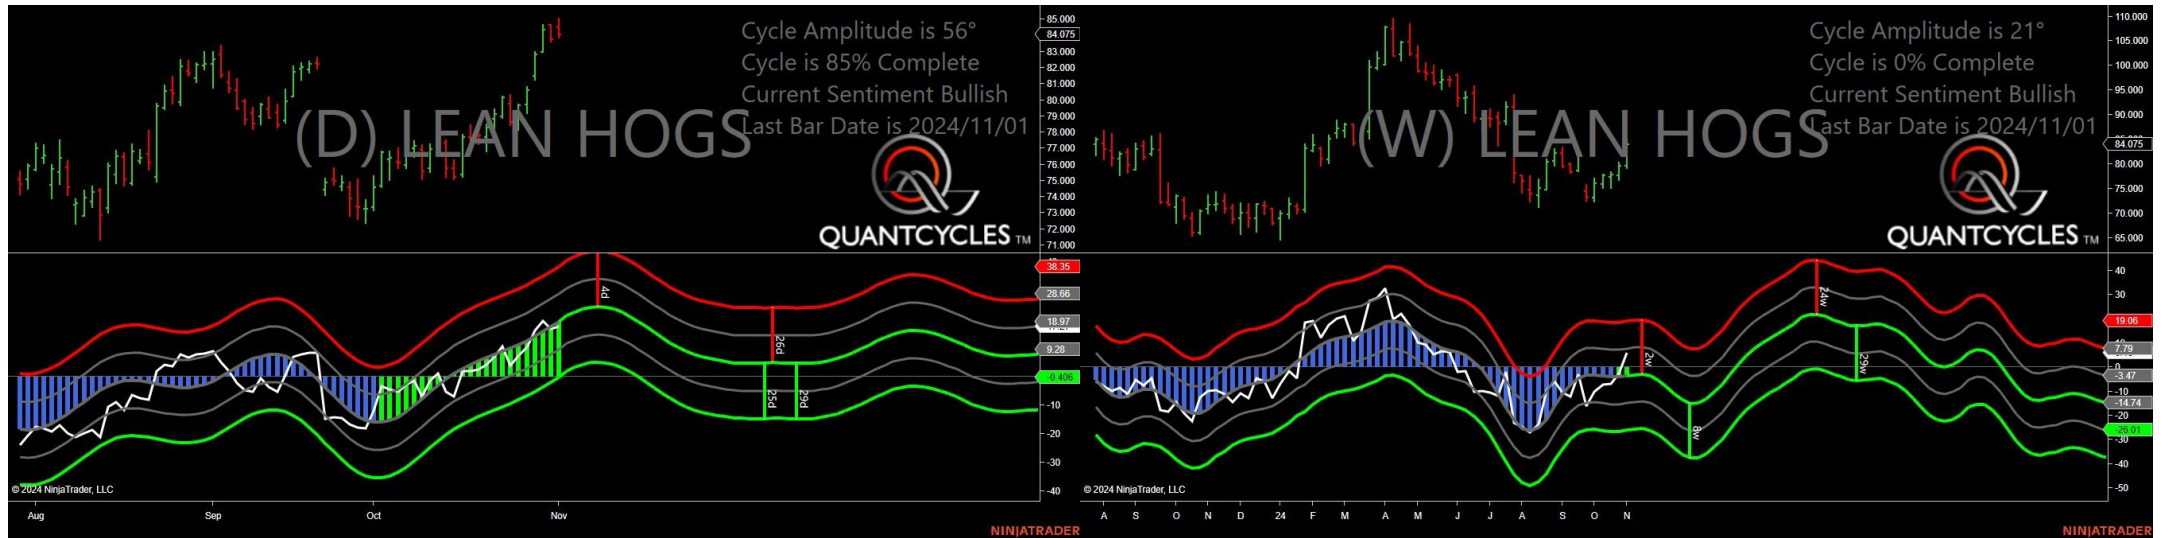 Cycle Amplitude is 56°
Cycle is 85% Complete
Current Sentiment Bullish
Last Bar Date is 2024/11/01
(D) LEAN HOGS
QUANTCYCLES TM
85.000
84.075
83.000
82.000
81.000
80.000
79.000
78.000
77.000
76.000
75.000
74.000
73.000
72.000
71.000
38.35
28.66
18.97
9.28
-0.406
-10
-20
-30
-40
4d
26d
25d
29d
© 2024 NinjaTrader, LLC
Aug Sep Oct Nov
NINJATRADER
Cycle Amplitude is 21°
Cycle is 0% Complete
Current Sentiment Bullish
Last Bar Date is 2024/11/01
(W) LEAN HOGS
QUANTCYCLES TM
110.000
105.000
100.000
95.000
90.000
84.075
80.000
75.000
70.000
65.000
40
30
19.06
7.79
0
-3.47
-10
-14.74
-20
-26.01
-30
-40
-50
2w
8w
24w
29w
© 2024 NinjaTrader, LLC
A S O N D 24 F M A M J J A S O N
NINJATRADER